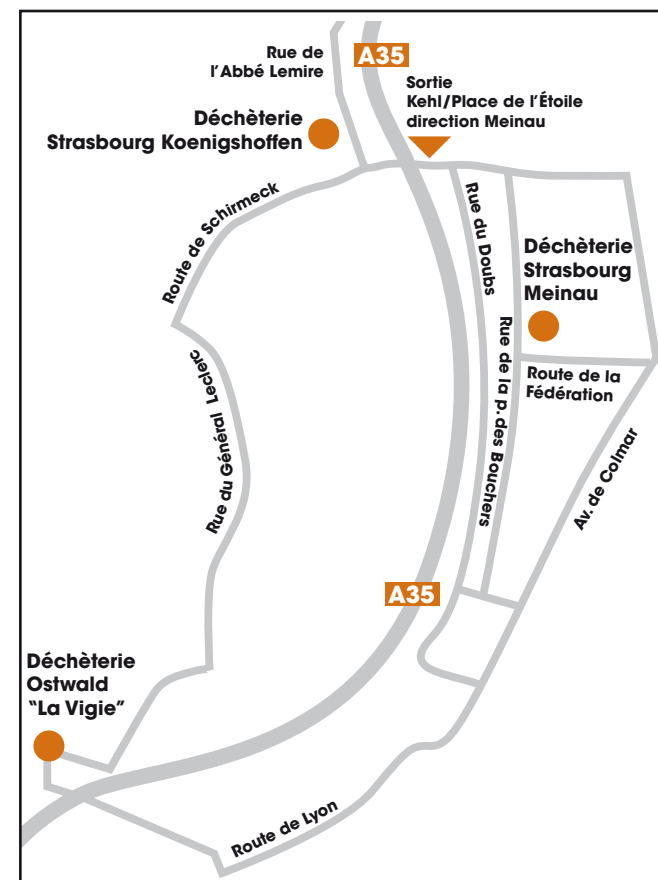 Rue de
l'Abbé Lemire
A35
Sortie
Kehl/Place de l'Étoile
direction Meinau
Déchèterie
Strasbourg Koenigshoffen
Route de Schirmeck
Rue du Doubs
Déchèterie
Strasbourg
Meinau
Rue de la p. des Bouchers
Route de la
Fédération
Rue du Général Leclerc
Av. de Colmar
A35
Déchèterie
Ostwald
"La Vigie"
Route de Lyon